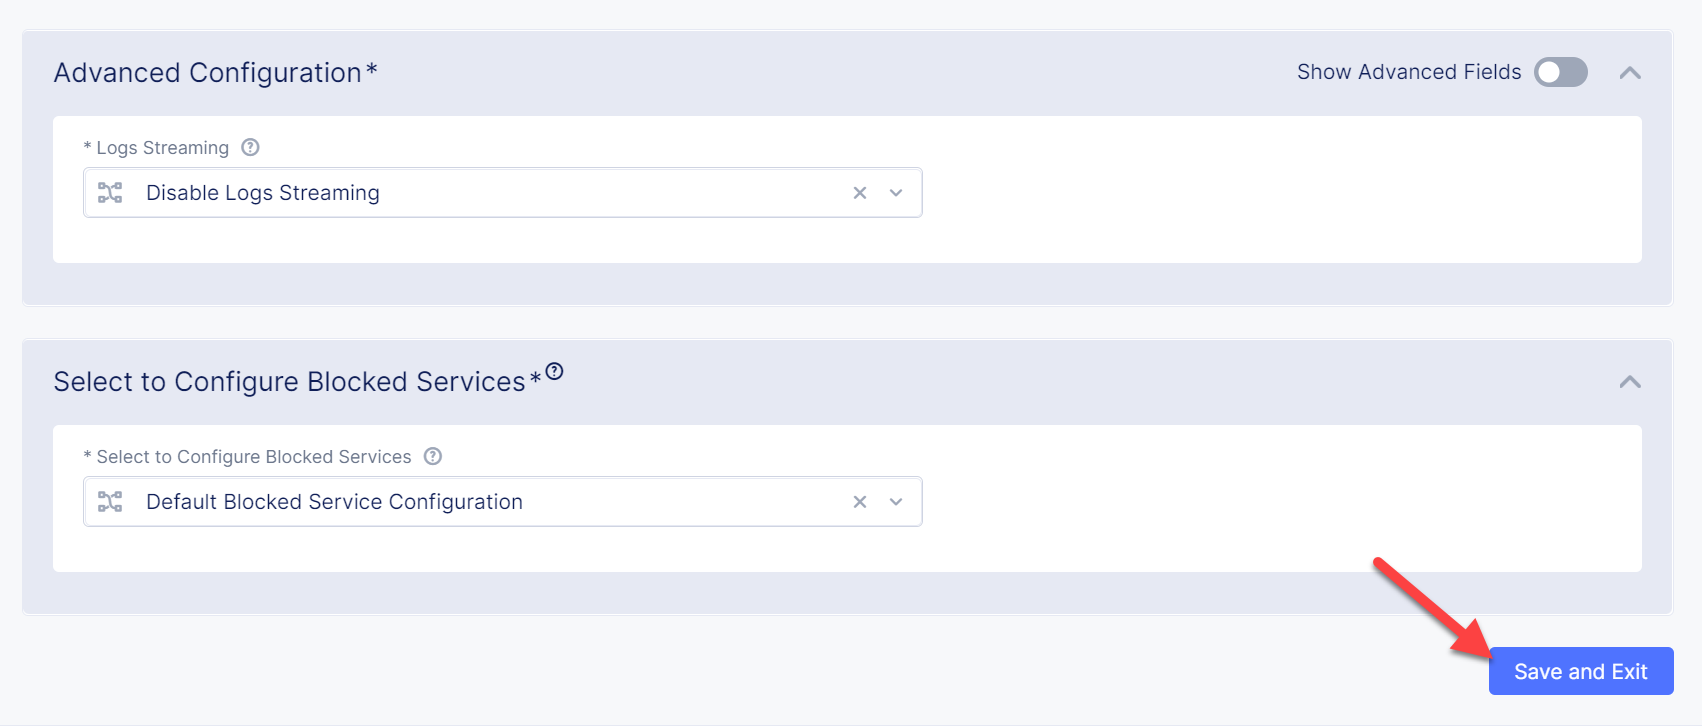 Advanced Configuration*
Show Advanced Fields
* Logs Streaming
Disable Logs Streaming
Select to Configure Blocked Services*
* Select to Configure Blocked Services
Default Blocked Service Configuration
Save and Exit